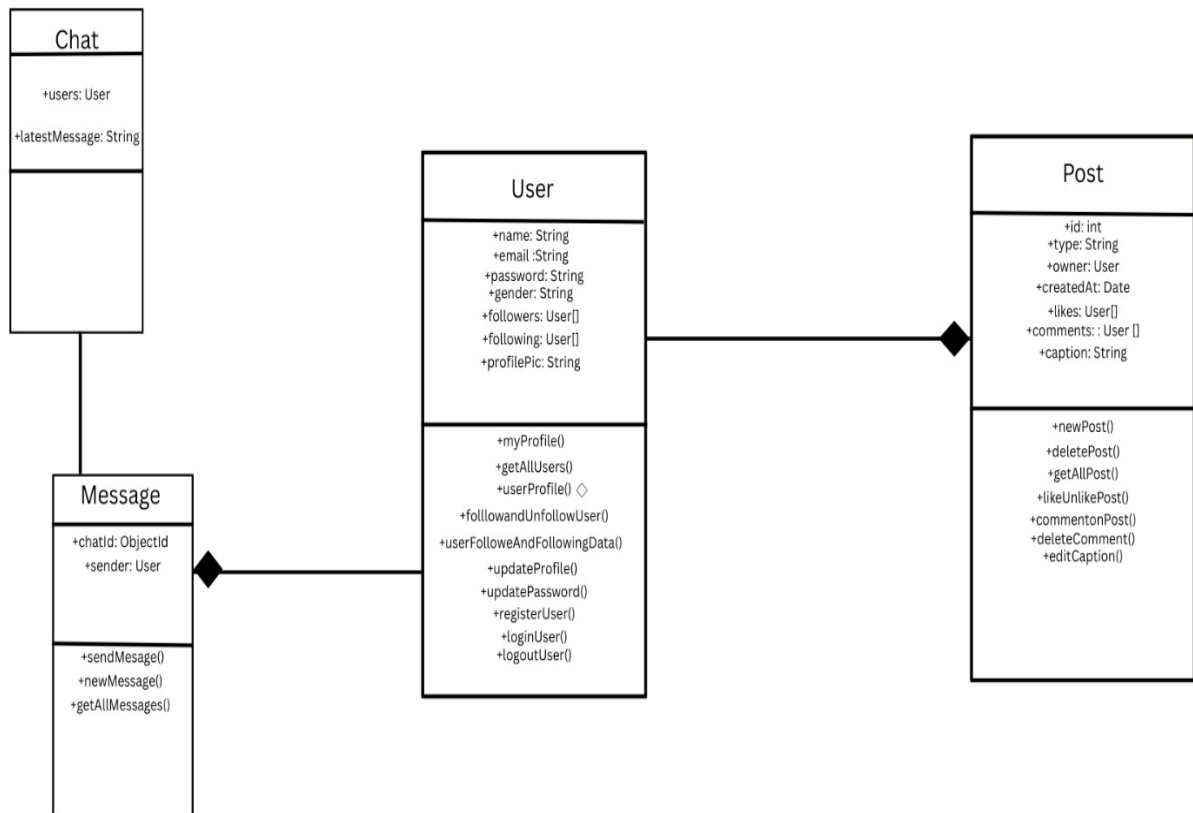 Chat
+users: User
+latestMessage: String
Message
+chatId: ObjectId
+sender: User
+sendMesage()
+newMessage()
+getAllMessages()
User
+name: String
+email :String
+password: String
+gender: String
+followers: User[]
+following: User[]
+profilePic: String
+myProfile()
+getAllUsers()
+userProfile() ◇
+folllowandUnfollowUser()
+userFolloweAndFollowingData()
+updateProfile()
+updatePassword()
+registerUser()
+loginUser()
+logoutUser()
Post
+id: int
+type: String
+owner: User
+createdAt: Date
+likes: User[]
+comments: : User []
+caption: String
+newPost()
+deletePost()
+getAllPost()
+likeUnlikePost()
+commentonPost()
+deleteComment()
+editCaption()